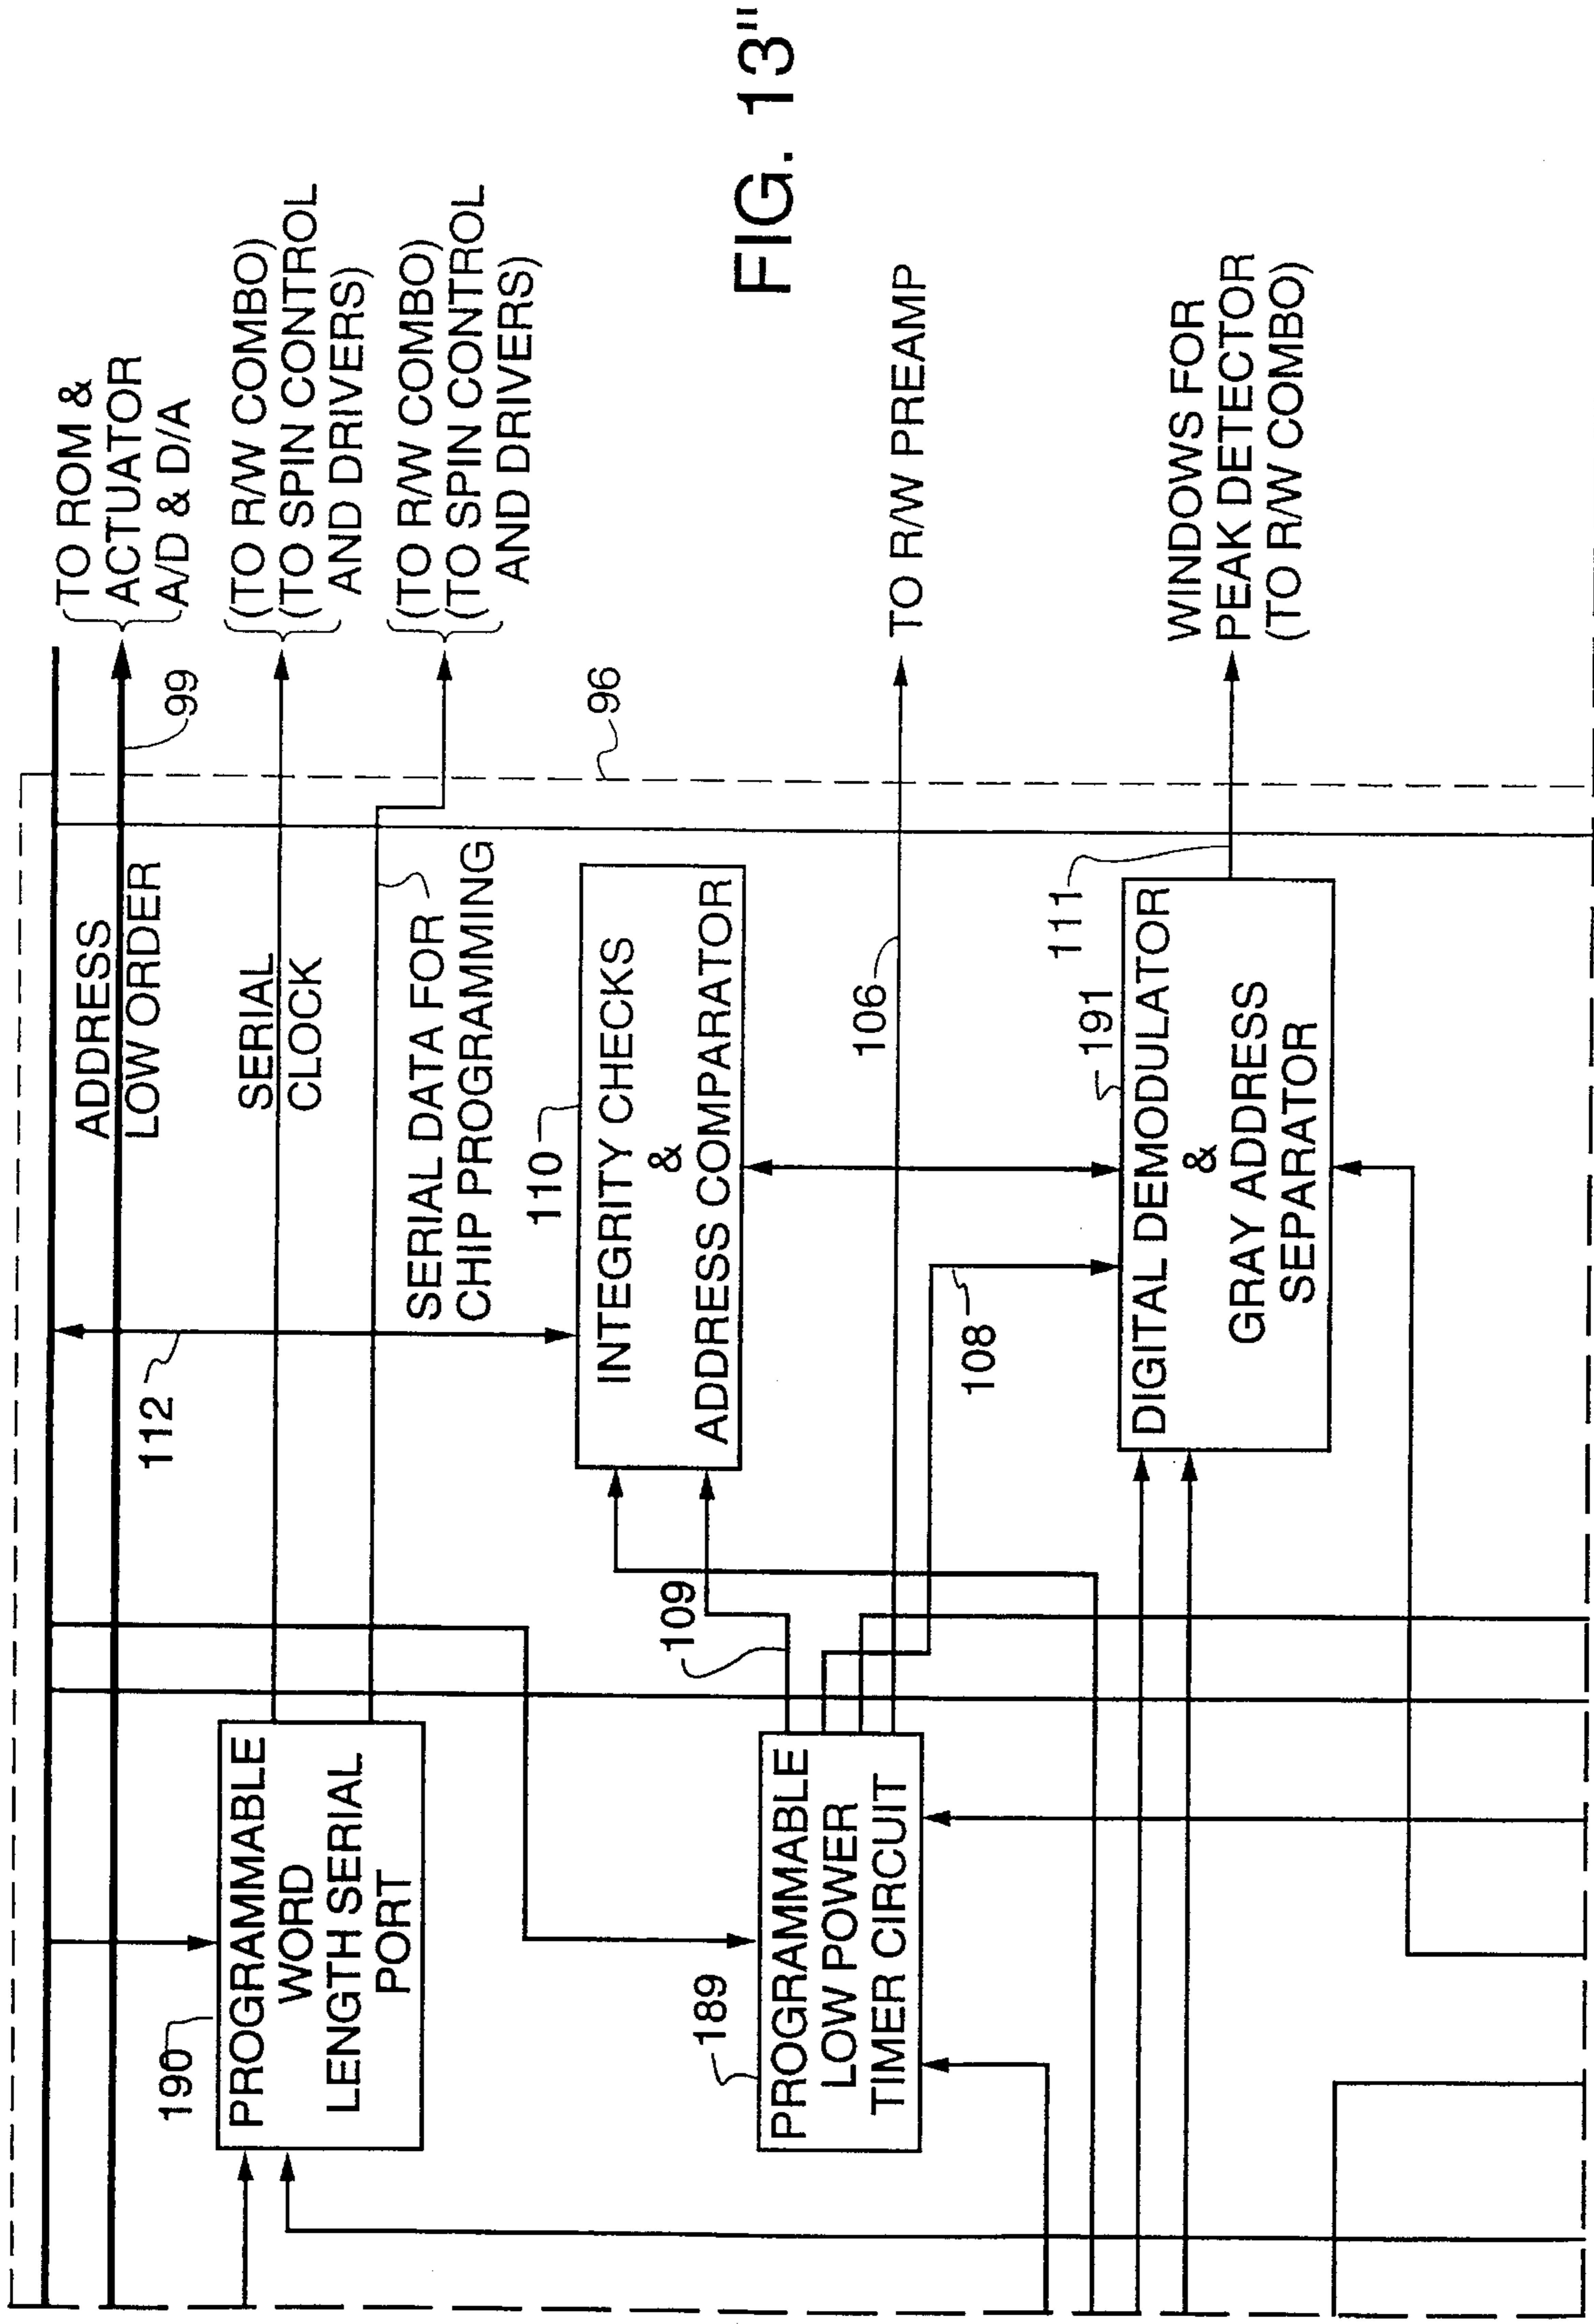 TO ROM &
ACTUATOR
A/D & D/A
99
ADDRESS
LOW ORDER
(TO R/W COMBO)
(TO SPIN CONTROL
AND DRIVERS)
SERIAL
CLOCK
(TO R/W COMBO)
(TO SPIN CONTROL
AND DRIVERS)
SERIAL DATA FOR
CHIP PROGRAMMING
96
112
190
PROGRAMMABLE
WORD
LENGTH SERIAL
PORT
110
INTEGRITY CHECKS
&
ADDRESS COMPARATOR
109
189
PROGRAMMABLE
LOW POWER
TIMER CIRCUIT
106
TO R/W PREAMP
108
191
111
DIGITAL DEMODULATOR
&
GRAY ADDRESS
SEPARATOR
WINDOWS FOR
PEAK DETECTOR
(TO R/W COMBO)
FIG. 13"